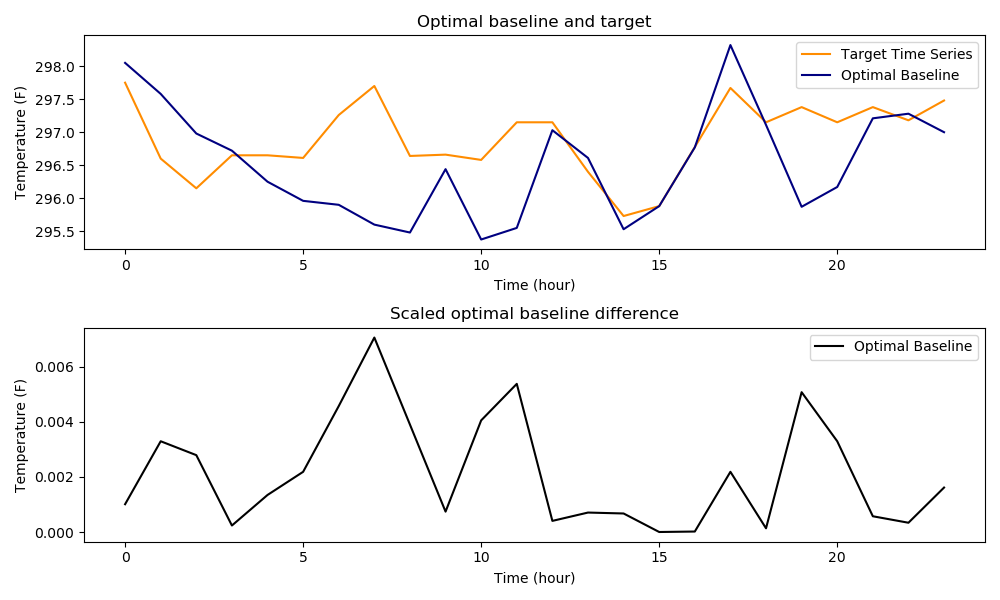 Optimal baseline and target
Temperature (F)
298.0
297.5
297.0
296.5
296.0
295.5
Target Time Series
Optimal Baseline
0 5 10 15 20
Time (hour)
Scaled optimal baseline difference
Temperature (F)
0.006
0.004
0.002
0.000
Optimal Baseline
0 5 10 15 20
Time (hour)